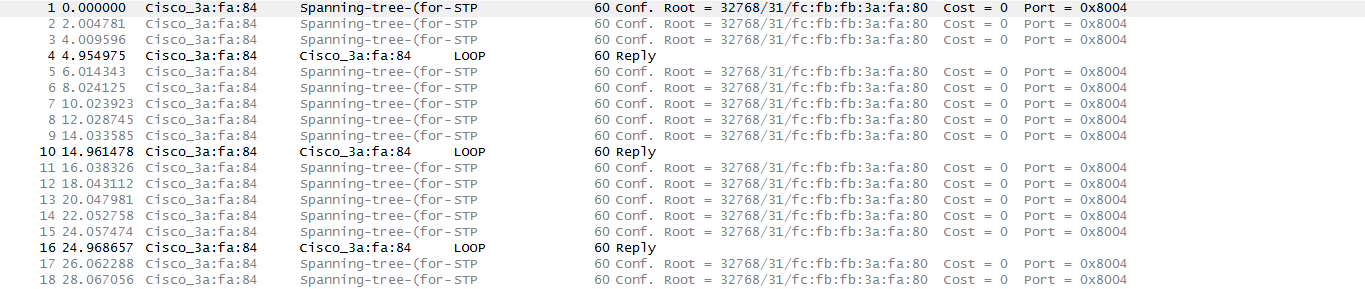 1 0.000000 Cisco_3a:fa:84 Spanning-tree-(for- STP 60 Conf. Root = 32768/31/fc:fb:fb:3a:fa:80 Cost = 0 Port = 0x8004
2 2.004781 Cisco_3a:fa:84 Spanning-tree-(for- STP 60 Conf. Root = 32768/31/fc:fb:fb:3a:fa:80 Cost = 0 Port = 0x8004
3 4.009596 Cisco_3a:fa:84 Spanning-tree-(for- STP 60 Conf. Root = 32768/31/fc:fb:fb:3a:fa:80 Cost = 0 Port = 0x8004
4 4.954975 Cisco_3a:fa:84 Cisco_3a:fa:84 LOOP 60 Reply
5 6.014343 Cisco_3a:fa:84 Spanning-tree-(for- STP 60 Conf. Root = 32768/31/fc:fb:fb:3a:fa:80 Cost = 0 Port = 0x8004
6 8.024125 Cisco_3a:fa:84 Spanning-tree-(for- STP 60 Conf. Root = 32768/31/fc:fb:fb:3a:fa:80 Cost = 0 Port = 0x8004
7 10.023923 Cisco_3a:fa:84 Spanning-tree-(for- STP 60 Conf. Root = 32768/31/fc:fb:fb:3a:fa:80 Cost = 0 Port = 0x8004
8 12.028745 Cisco_3a:fa:84 Spanning-tree-(for- STP 60 Conf. Root = 32768/31/fc:fb:fb:3a:fa:80 Cost = 0 Port = 0x8004
9 14.033585 Cisco_3a:fa:84 Spanning-tree-(for- STP 60 Conf. Root = 32768/31/fc:fb:fb:3a:fa:80 Cost = 0 Port = 0x8004
10 14.961478 Cisco_3a:fa:84 Cisco_3a:fa:84 LOOP 60 Reply
11 16.038326 Cisco_3a:fa:84 Spanning-tree-(for- STP 60 Conf. Root = 32768/31/fc:fb:fb:3a:fa:80 Cost = 0 Port = 0x8004
12 18.043112 Cisco_3a:fa:84 Spanning-tree-(for- STP 60 Conf. Root = 32768/31/fc:fb:fb:3a:fa:80 Cost = 0 Port = 0x8004
13 20.047981 Cisco_3a:fa:84 Spanning-tree-(for- STP 60 Conf. Root = 32768/31/fc:fb:fb:3a:fa:80 Cost = 0 Port = 0x8004
14 22.052758 Cisco_3a:fa:84 Spanning-tree-(for- STP 60 Conf. Root = 32768/31/fc:fb:fb:3a:fa:80 Cost = 0 Port = 0x8004
15 24.057474 Cisco_3a:fa:84 Spanning-tree-(for- STP 60 Conf. Root = 32768/31/fc:fb:fb:3a:fa:80 Cost = 0 Port = 0x8004
16 24.968657 Cisco_3a:fa:84 Cisco_3a:fa:84 LOOP 60 Reply
17 26.062288 Cisco_3a:fa:84 Spanning-tree-(for- STP 60 Conf. Root = 32768/31/fc:fb:fb:3a:fa:80 Cost = 0 Port = 0x8004
18 28.067056 Cisco_3a:fa:84 Spanning-tree-(for- STP 60 Conf. Root = 32768/31/fc:fb:fb:3a:fa:80 Cost = 0 Port = 0x8004